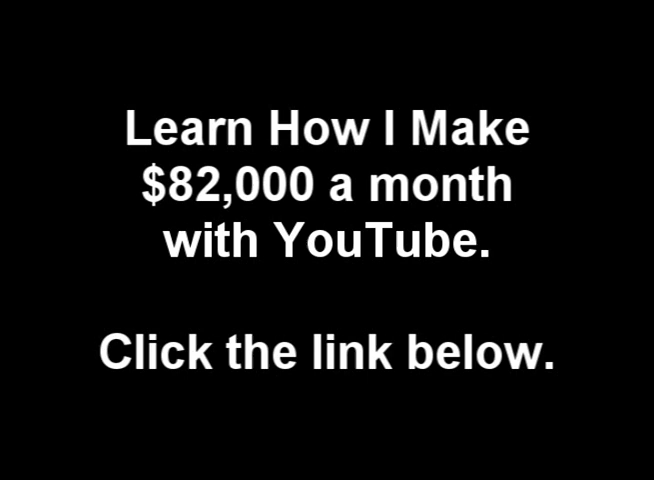 Learn How I Make
$82,000 a month
with YouTube.
Click the link below.